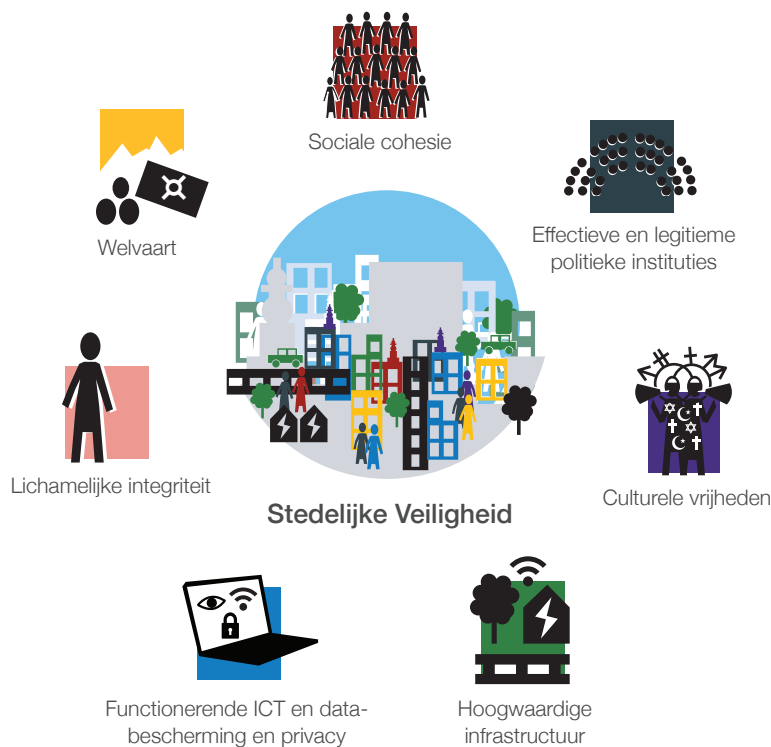 Sociale cohesie
Welvaart
Effectieve en legitieme
politieke instituties
Lichamelijke integriteit
Culturele vrijheden
Stedelijke Veiligheid
Functionerende ICT en data-
bescherming en privacy
Hoogwaardige
infrastructuur